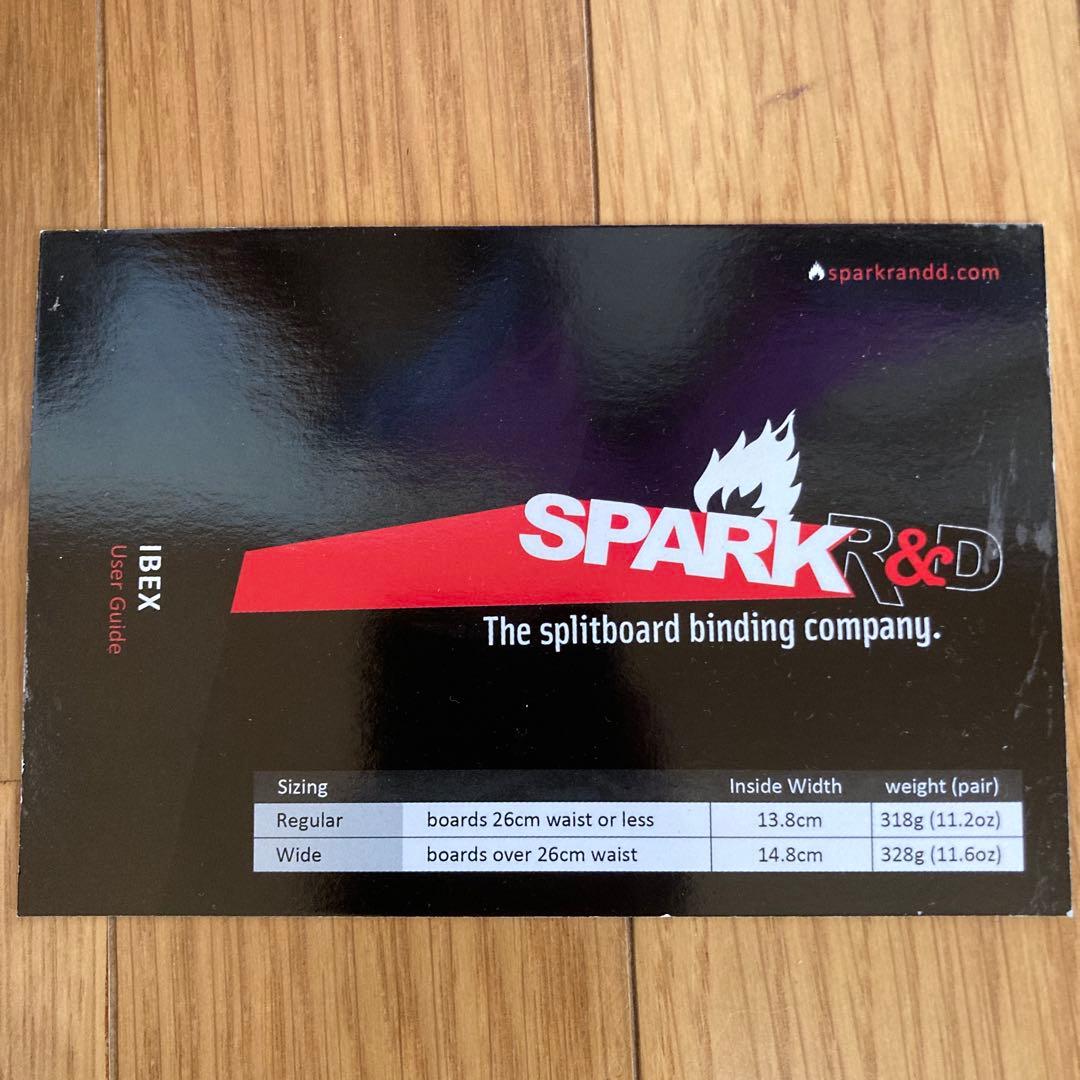 sparkrandd.com
SPARK R&D
The splitboard binding company.
IBEX
User Guide
Sizing Inside Width weight (pair)
Regular boards 26cm waist or less 13.8cm 318g (11.2oz)
Wide boards over 26cm waist 14.8cm 328g (11.6oz)